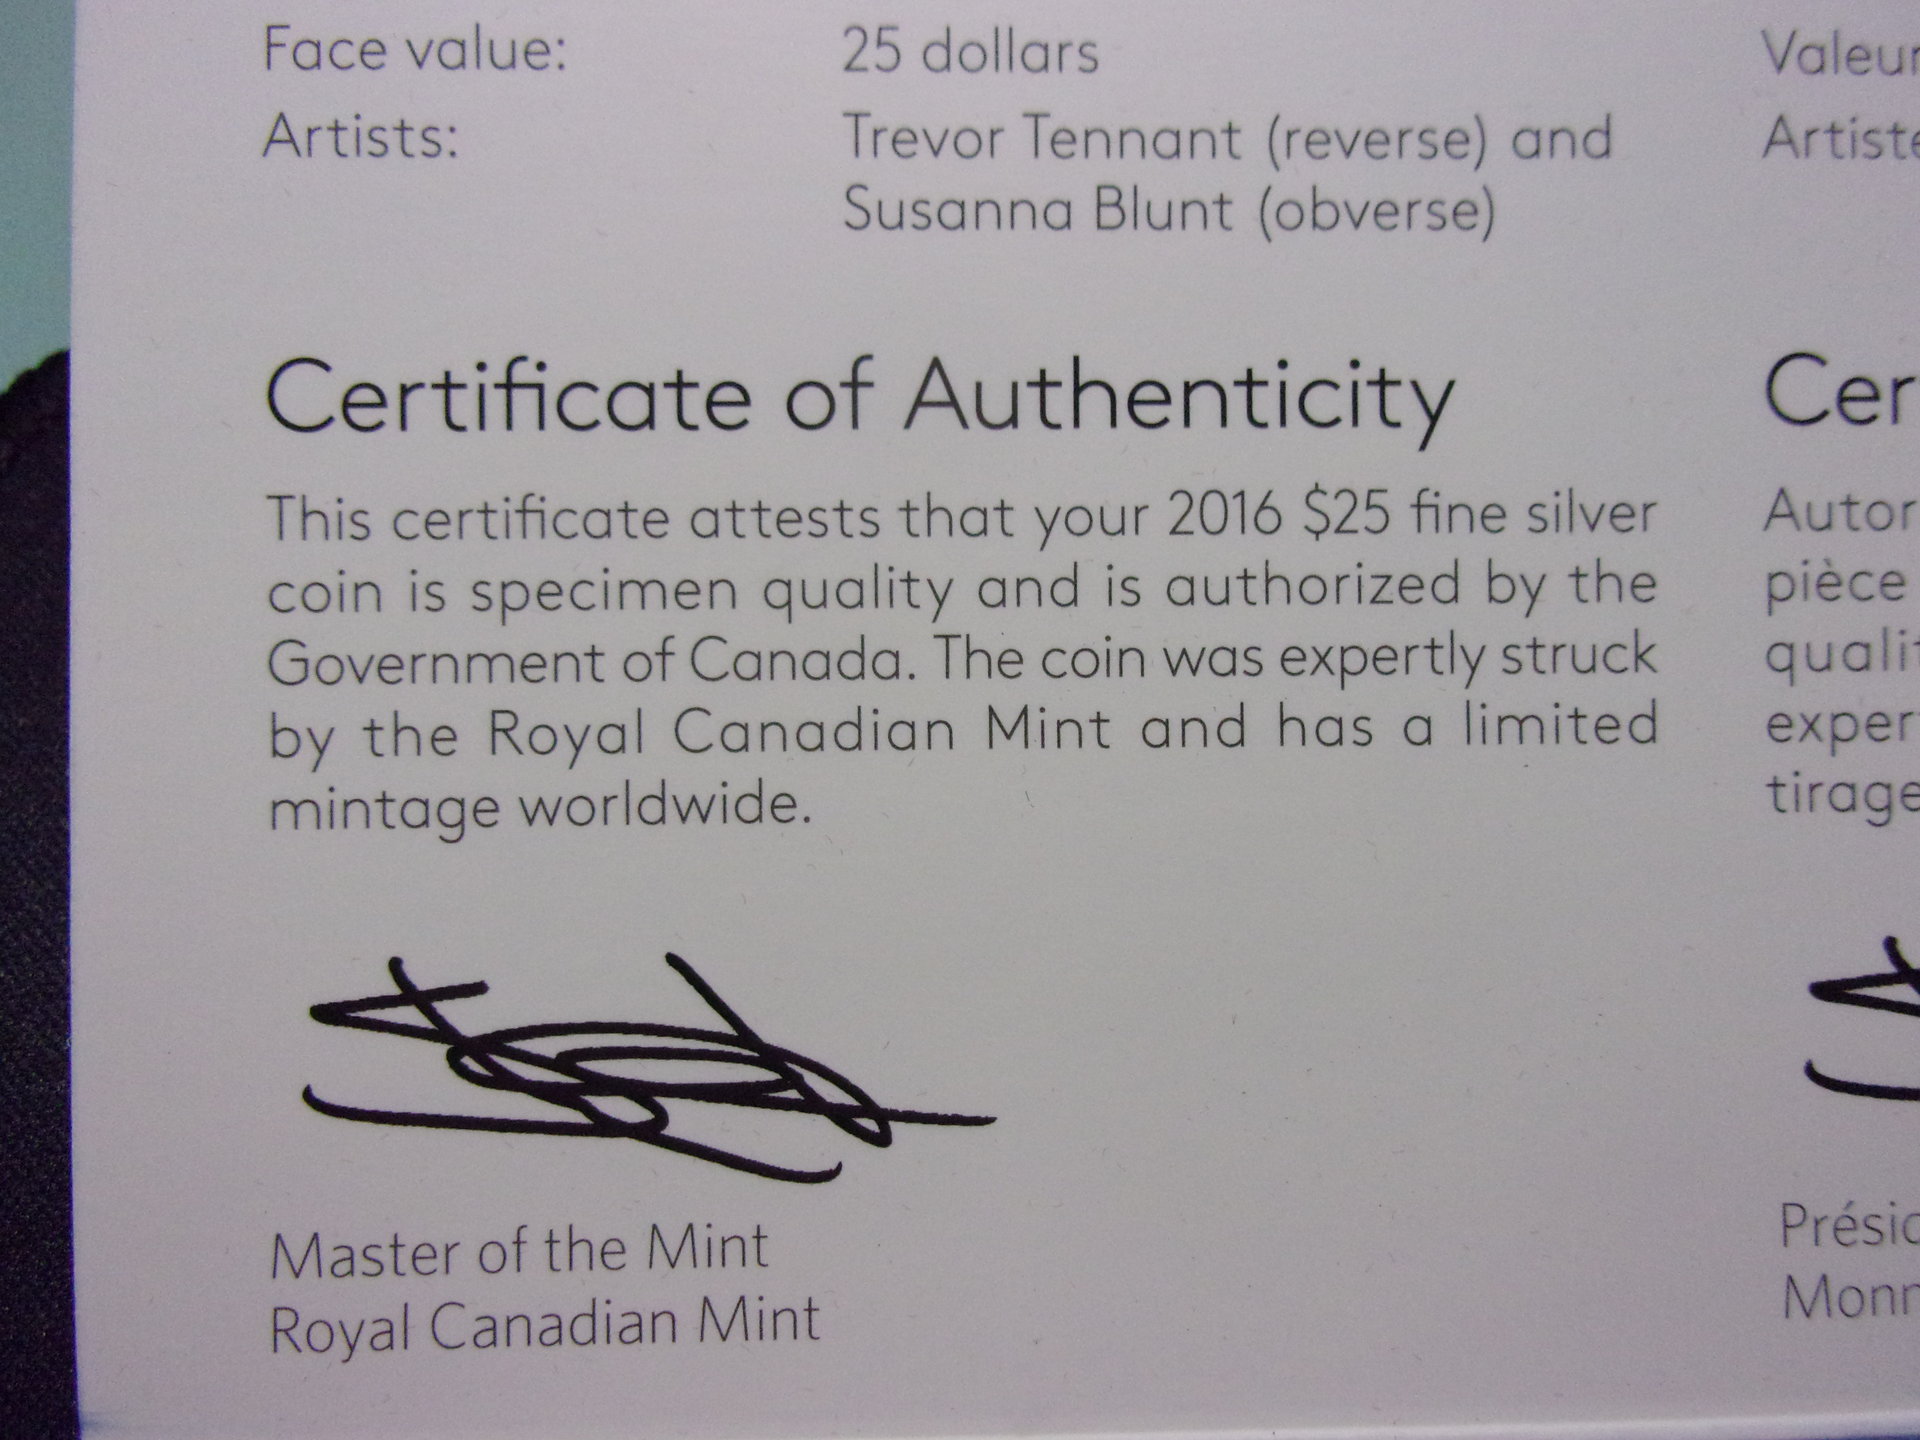 Face value: 25 dollars
Artists: Trevor Tennant (reverse) and
Susanna Blunt (obverse)
Certificate of Authenticity
This certificate attests that your 2016 $25 fine silver
coin is specimen quality and is authorized by the
Government of Canada. The coin was expertly struck
by the Royal Canadian Mint and has a limited
mintage worldwide.
Master of the Mint
Royal Canadian Mint
Valeur
pièce
tirage